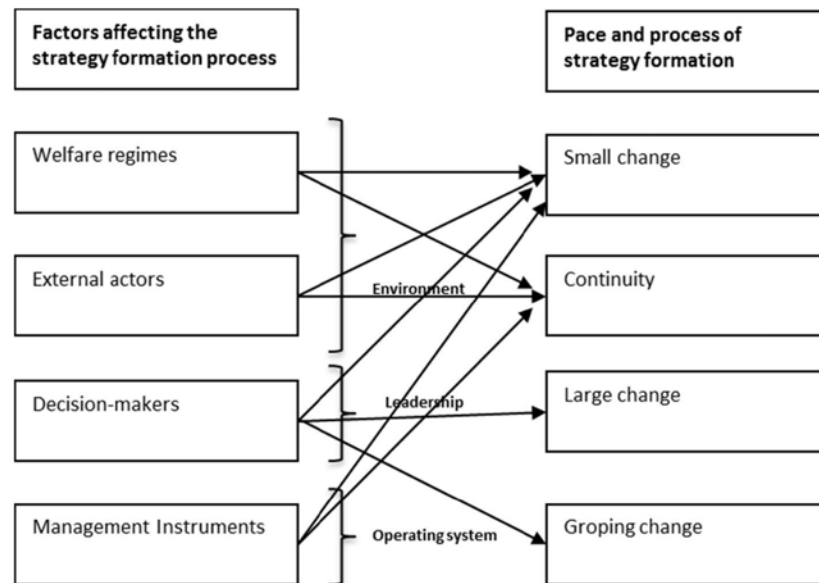 Factors affecting the
strategy formation process
Pace and process of
strategy formation
Welfare regimes
Small change
External actors
Environment
Continuity
Decision-makers
Leadership
Large change
Management Instruments
Operating system
Groping change